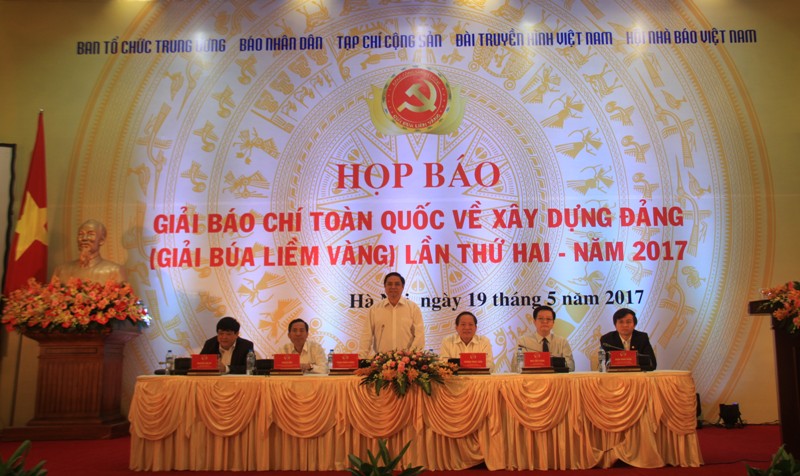 BAN TỔ CHỨC TRUNG ƯƠNG BÁO NHÂN DÂN TẠP CHÍ CỘNG SẢN ĐÀI TRUYỀN HÌNH VIỆT NAM HỘI NHÀ BÁO VIỆT NAM
HỌP BÁO
GIẢI BÁO CHÍ TOÀN QUỐC VỀ XÂY DỰNG ĐẢNG
(GIẢI BÚA LIỀM VÀNG) LẦN THỨ HAI - NĂM 2017
Hà Nội, ngày 19 tháng 5 năm 2017